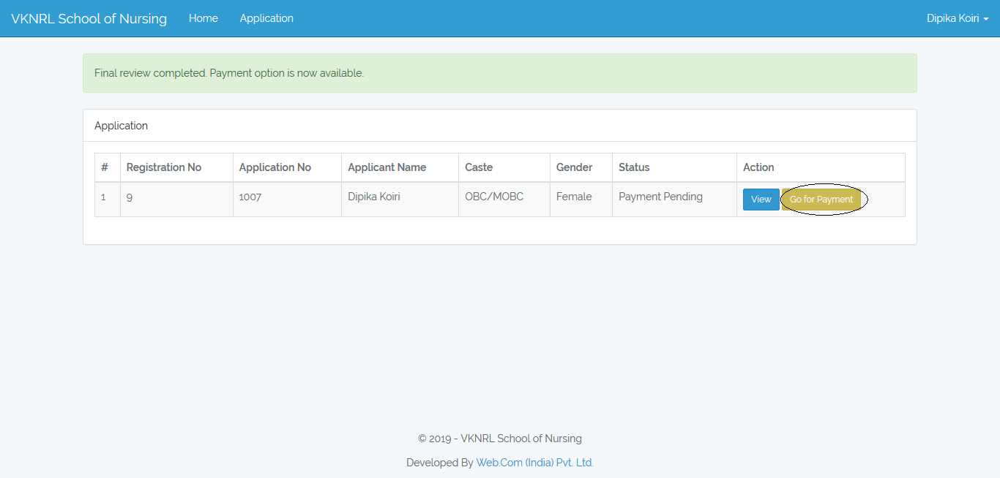 VKNRL School of Nursing Home Application Dipika Koiri
Final review completed. Payment option is now available.
Application
# Registration No Application No Applicant Name Caste Gender Status Action
1 9 1007 Dipika Koiri OBC/MOBC Female Payment Pending View Go for Payment
© 2019 - VKNRL School of Nursing
Developed By Web.Com (India) Pvt. Ltd.